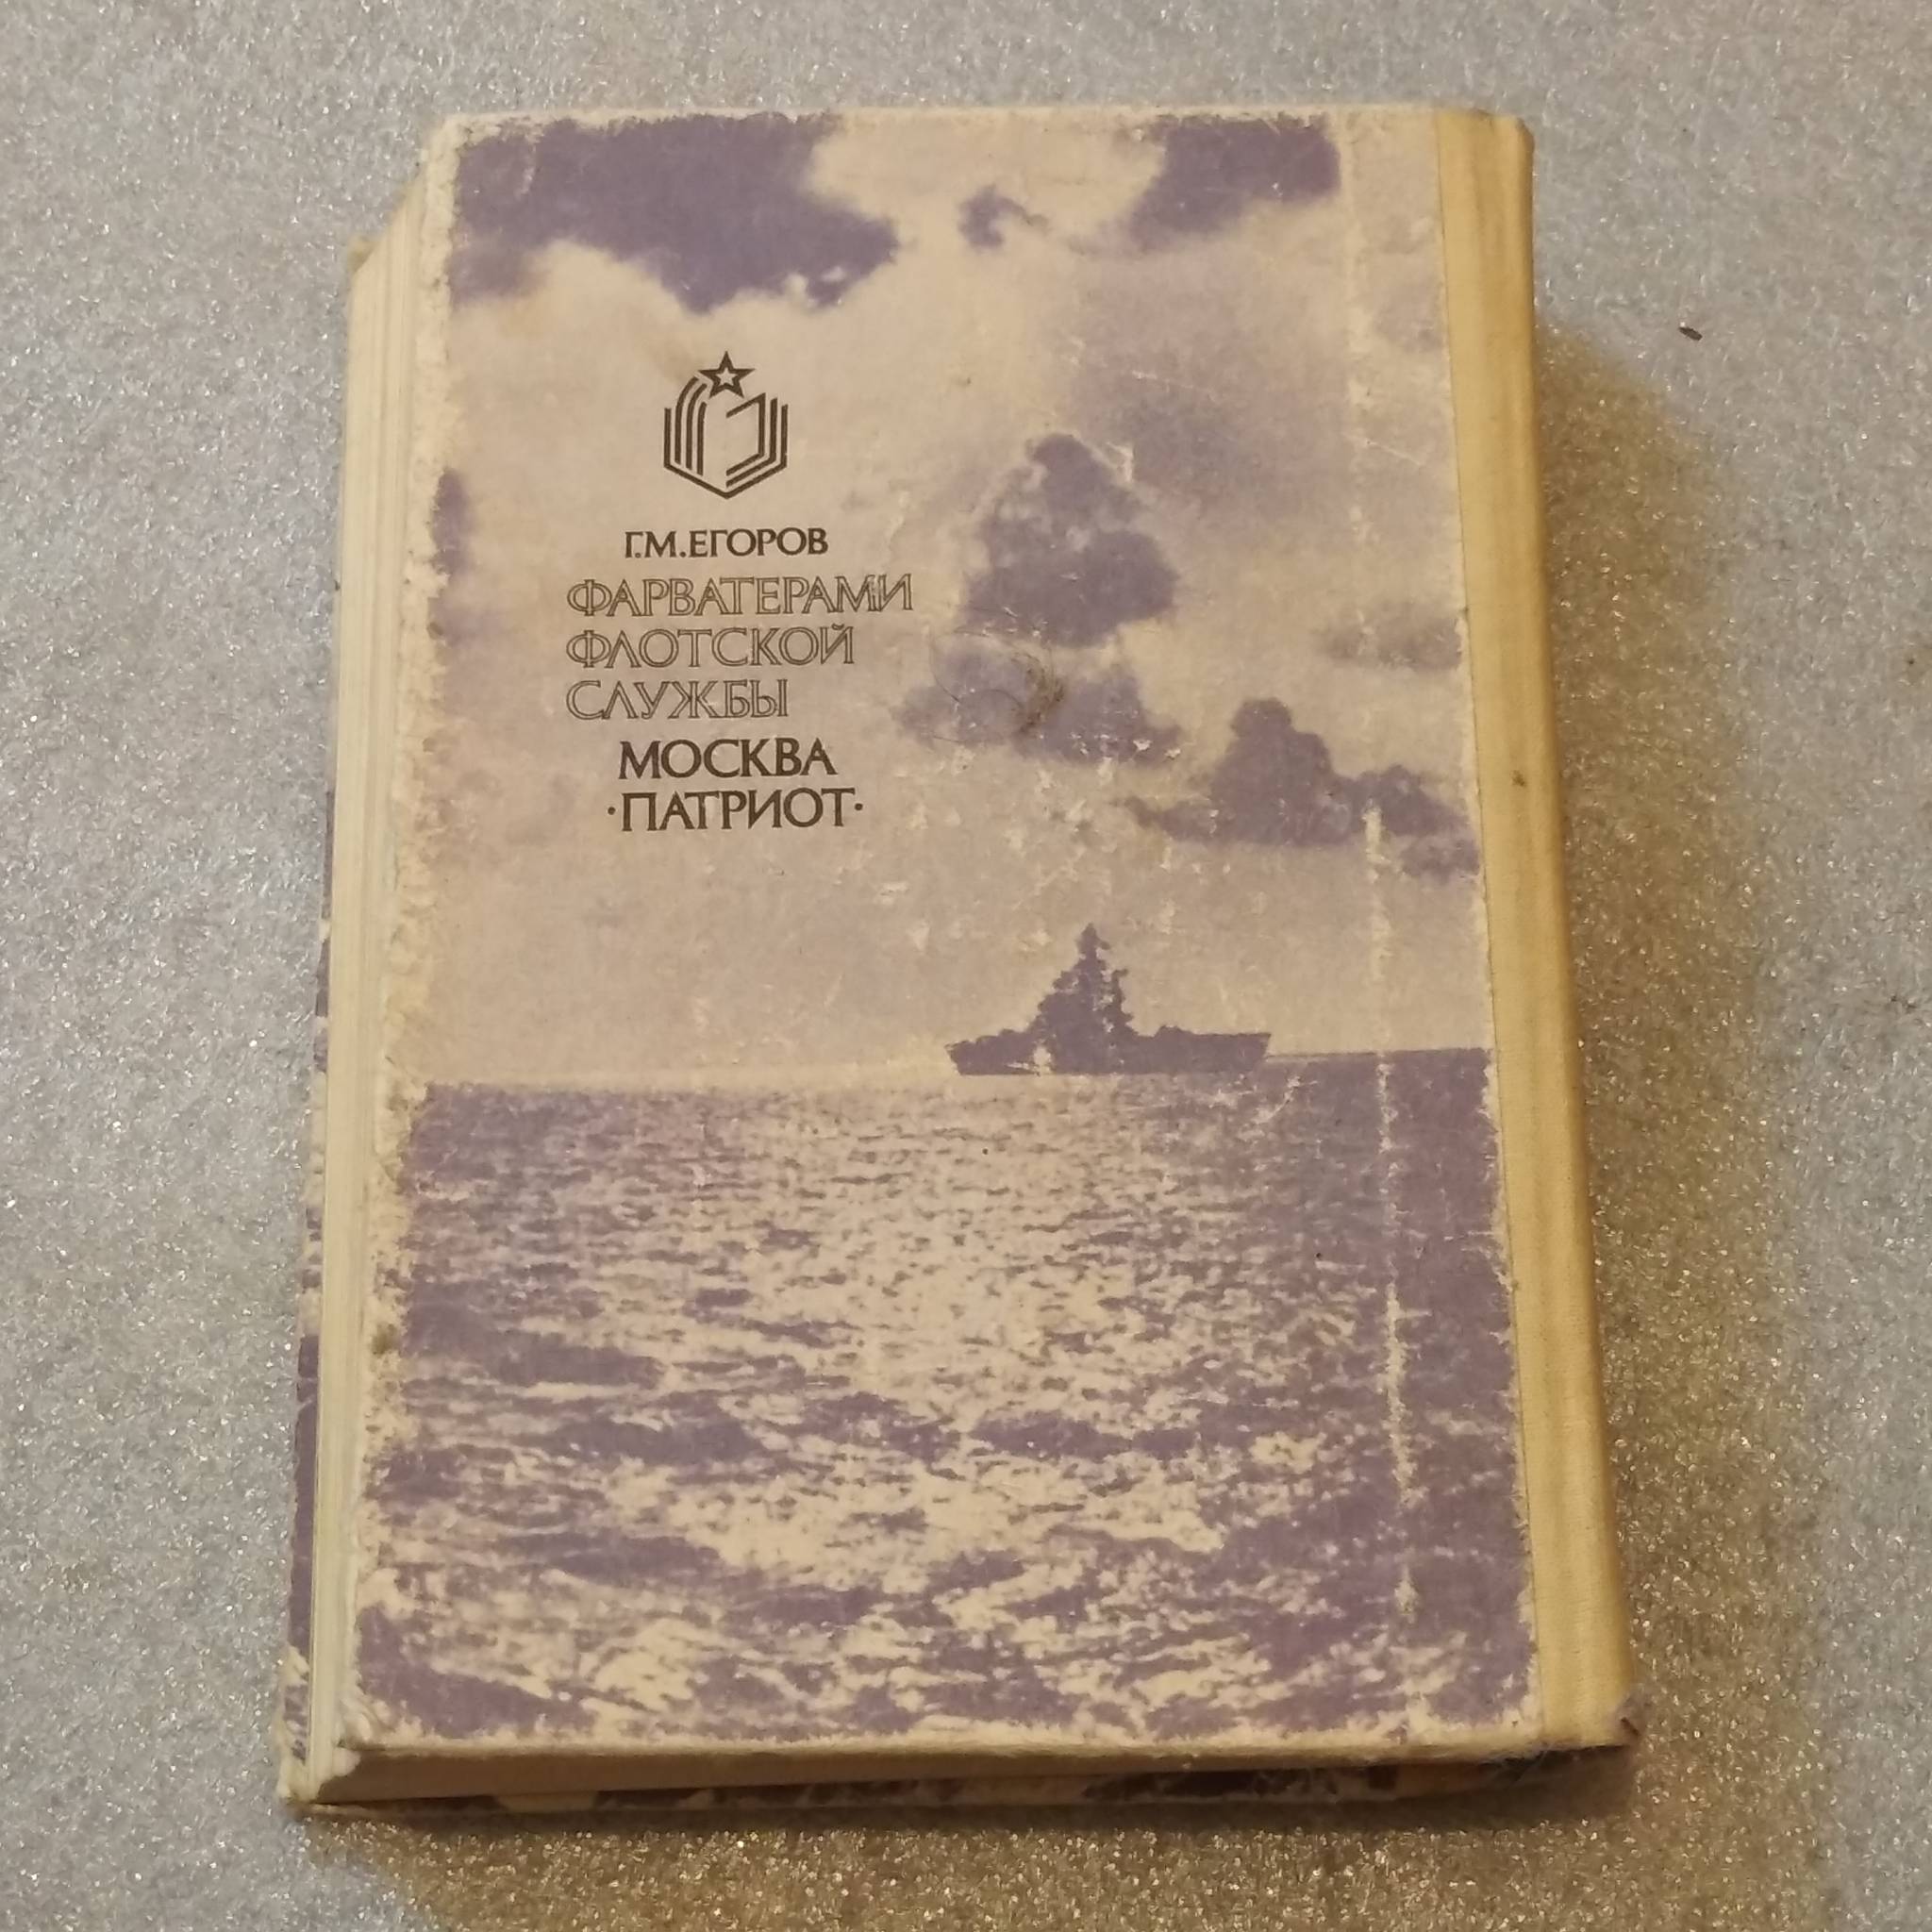 Г.М.ЕГОРОВ
ФАРВАТЕРАМИ
ФЛОТСКОЙ
СЛУЖБЫ
МОСКВА
·ПАТРИОТ·